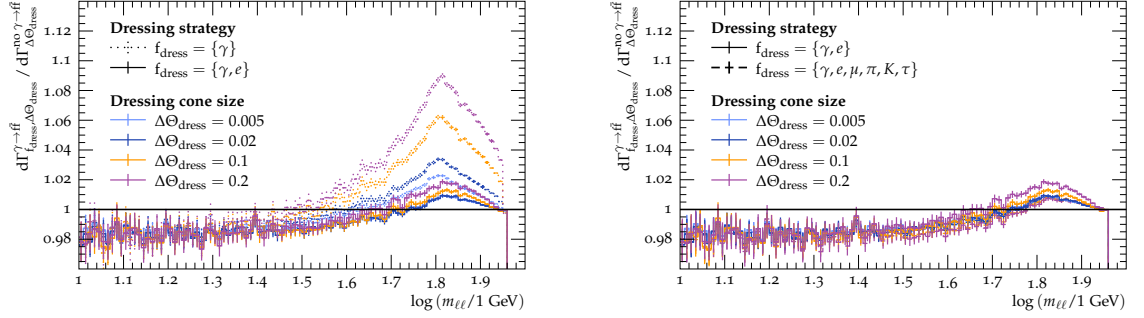 dΓ^{γ→ff̄}_{f_dress,ΔΘ_dress} / dΓ^{no γ→ff̄}_{ΔΘ_dress}
1.12
1.1
1.08
1.06
1.04
1.02
1
0.98
Dressing strategy
f_dress = {γ}
f_dress = {γ, e}
Dressing cone size
ΔΘ_dress = 0.005
ΔΘ_dress = 0.02
ΔΘ_dress = 0.1
ΔΘ_dress = 0.2
1 1.1 1.2 1.3 1.4 1.5 1.6 1.7 1.8 1.9
log (m_ℓℓ/1 GeV)
dΓ^{γ→ff̄}_{f_dress,ΔΘ_dress} / dΓ^{no γ→ff̄}_{ΔΘ_dress}
1.12
1.1
1.08
1.06
1.04
1.02
1
0.98
Dressing strategy
f_dress = {γ, e}
f_dress = {γ, e, μ, π, K, τ}
Dressing cone size
ΔΘ_dress = 0.005
ΔΘ_dress = 0.02
ΔΘ_dress = 0.1
ΔΘ_dress = 0.2
1 1.1 1.2 1.3 1.4 1.5 1.6 1.7 1.8 1.9
log (m_ℓℓ/1 GeV)